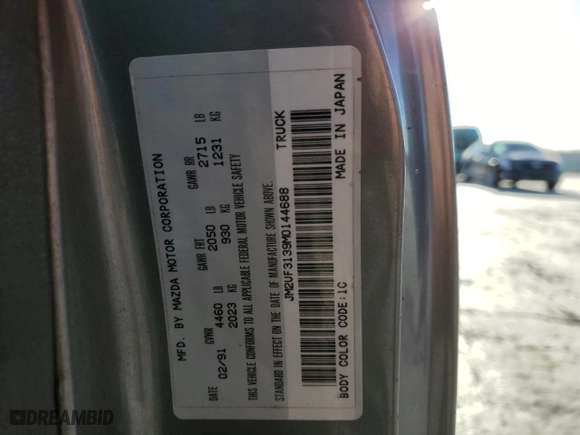 MFD. BY MAZDA MOTOR CORPORATION
DATE GVWR GAWR FRT GAWR RR
02/91 4460 LB 2050 LB 2715 LB
2023 KG 930 KG 1231 KG
THIS VEHICLE CONFORMS TO ALL APPLICABLE FEDERAL MOTOR VEHICLE SAFETY
STANDARD IN EFFECT ON THE DATE OF MANUFACTURE SHOWN ABOVE.
JM2UF3139M0144688 TRUCK
BODY COLOR CODE:1C MADE IN JAPAN
DREAMBID